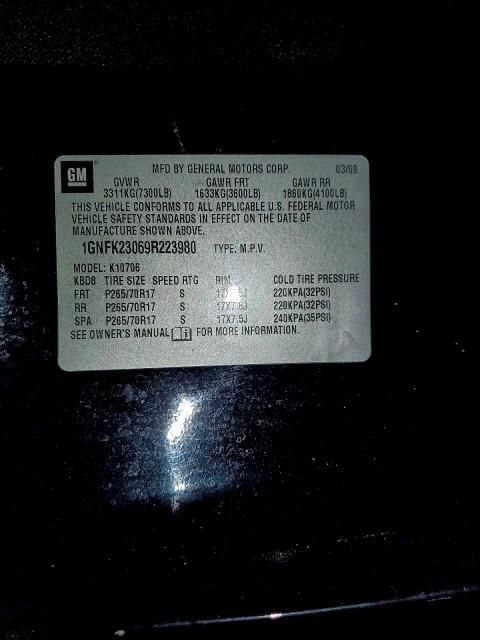 GM MFD BY GENERAL MOTORS CORP. 03/09
GVWR GAWR FRT GAWR RR
3311KG(7300LB) 1633KG(3600LB) 1860KG(4100LB)
THIS VEHICLE CONFORMS TO ALL APPLICABLE U.S. FEDERAL MOTOR
VEHICLE SAFETY STANDARDS IN EFFECT ON THE DATE OF
MANUFACTURE SHOWN ABOVE.
1GNFK23069R223980 TYPE: M.P.V.
MODEL: K10706
KBD8 TIRE SIZE SPEED RTG RIM COLD TIRE PRESSURE
FRT P265/70R17 S 17X7.5J 220KPA(32PSI)
RR P265/70R17 S 17X7.5J 220KPA(32PSI)
SPA P265/70R17 S 17X7.5J 240KPA(35PSI)
SEE OWNER'S MANUAL FOR MORE INFORMATION.